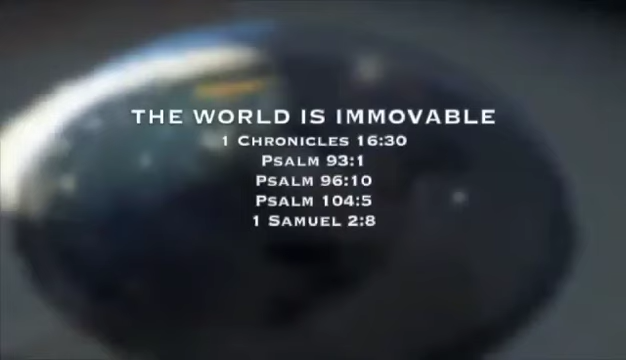 THE WORLD IS IMMOVABLE
1 CHRONICLES 16:30
PSALM 93:1
PSALM 96:10
PSALM 104:5
1 SAMUEL 2:8